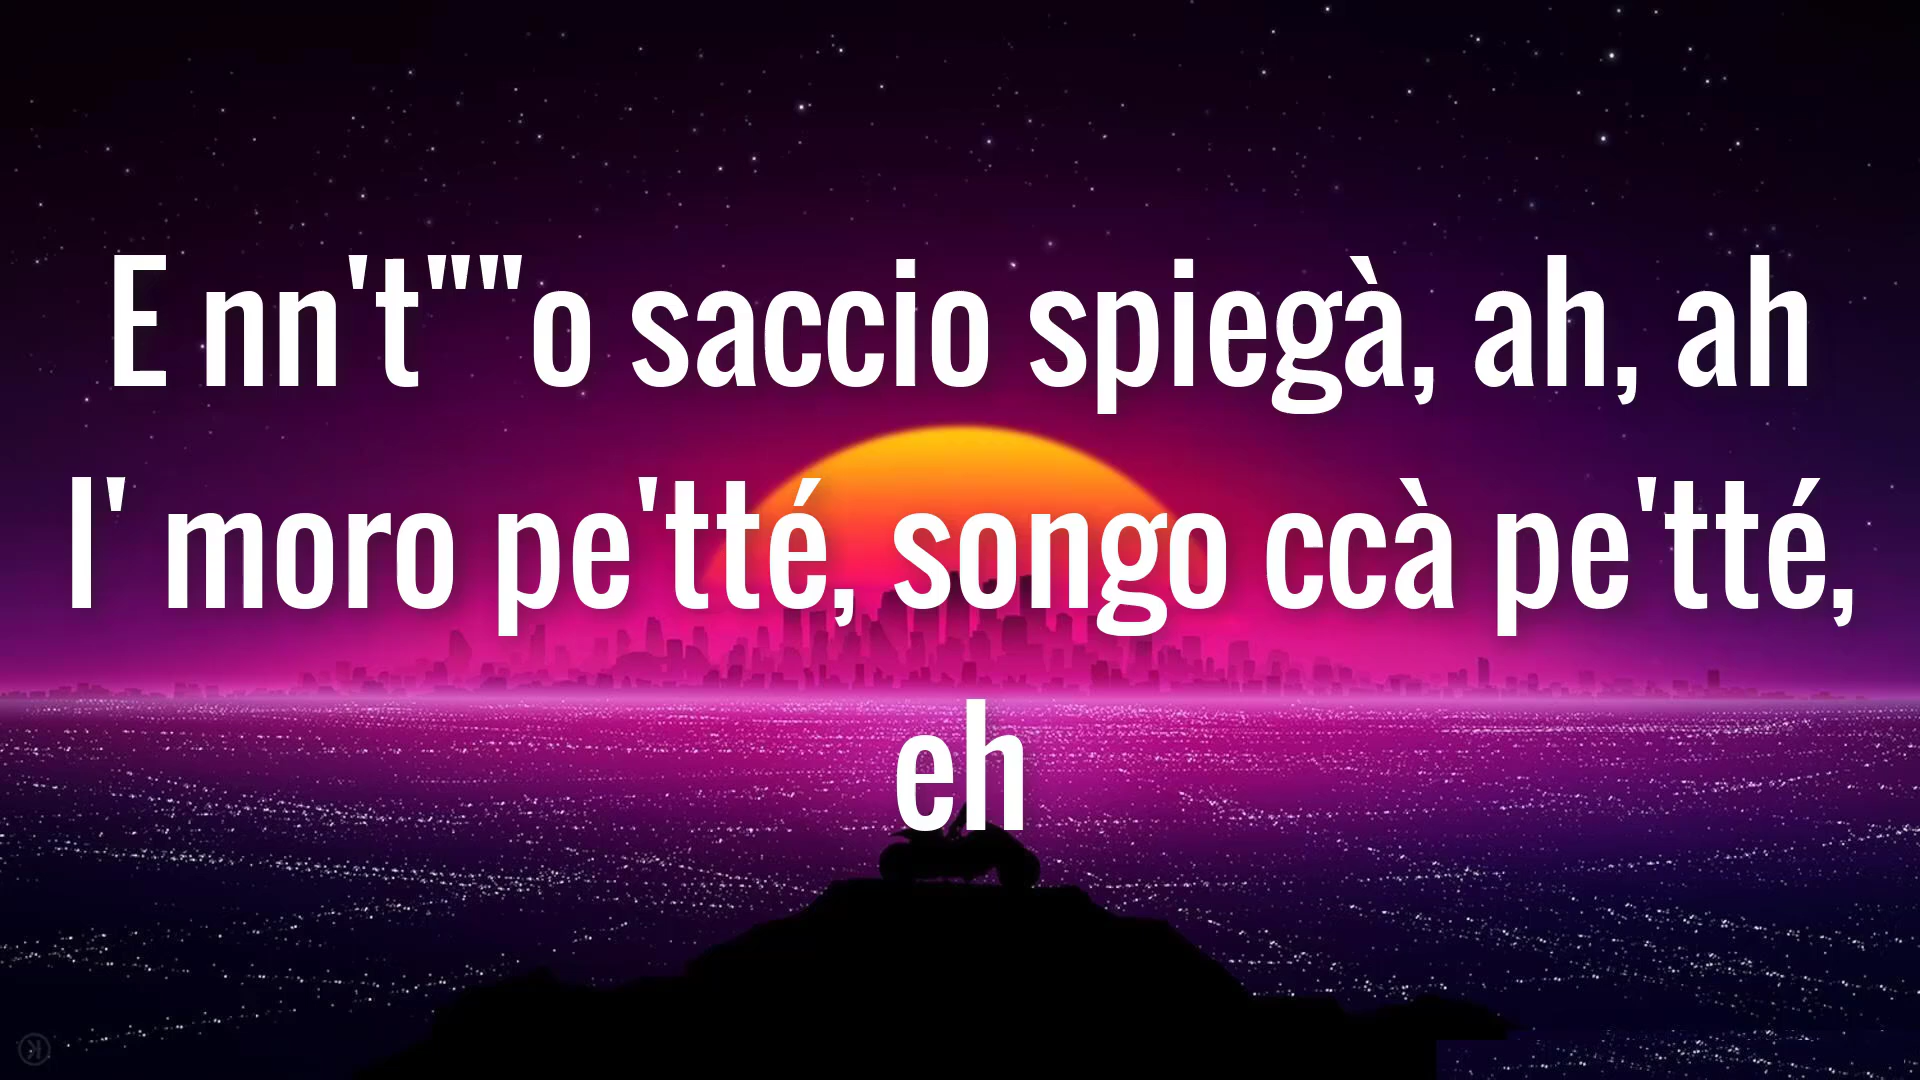 E nn't"''o saccio spiegà, ah, ah
I' moro pe'tté, songo ccà pe'tté,
eh